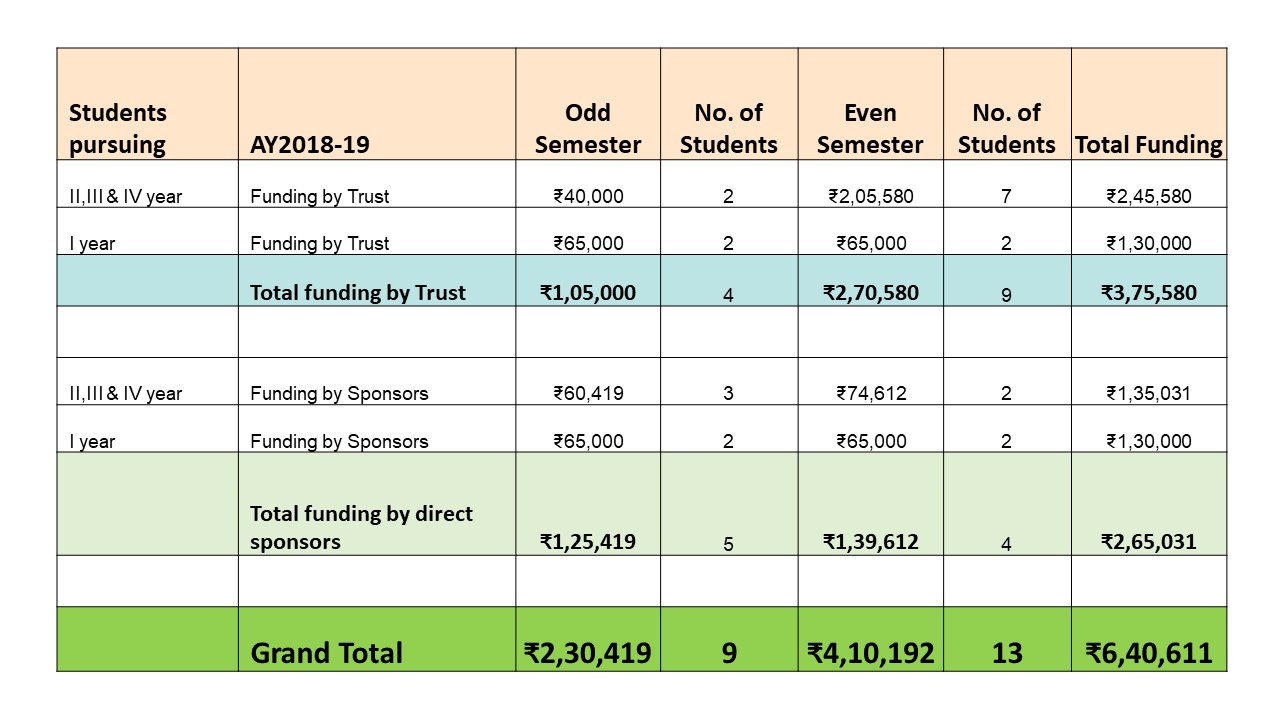 Students pursuing AY2018-19 Odd Semester No. of Students Even Semester No. of Students Total Funding
II,III & IV year Funding by Trust ₹40,000 2 ₹2,05,580 7 ₹2,45,580
I year Funding by Trust ₹65,000 2 ₹65,000 2 ₹1,30,000
Total funding by Trust ₹1,05,000 4 ₹2,70,580 9 ₹3,75,580
II,III & IV year Funding by Sponsors ₹60,419 3 ₹74,612 2 ₹1,35,031
I year Funding by Sponsors ₹65,000 2 ₹65,000 2 ₹1,30,000
Total funding by direct sponsors ₹1,25,419 5 ₹1,39,612 4 ₹2,65,031
Grand Total ₹2,30,419 9 ₹4,10,192 13 ₹6,40,611